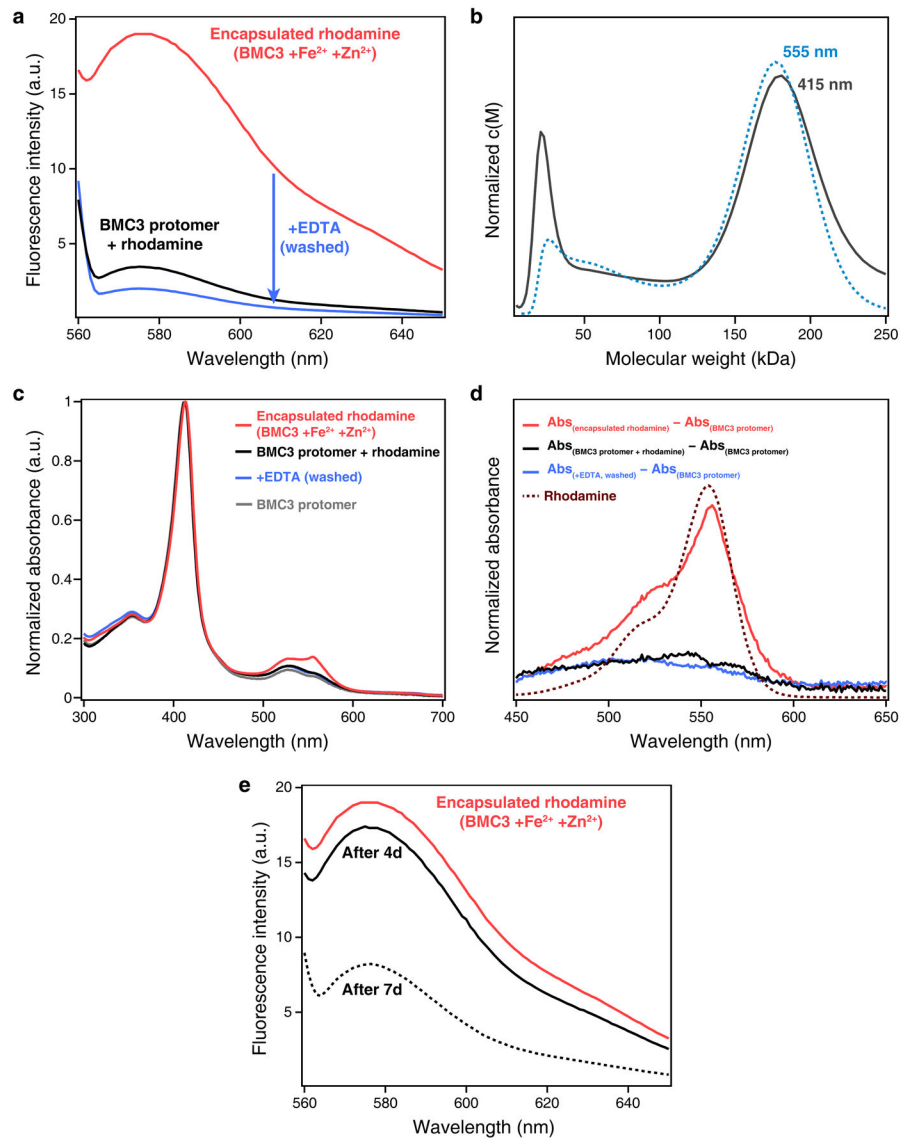 a
20
15
10
5
560
580
600
620
640
Fluorescence intensity (a.u.)
Wavelength (nm)
Encapsulated rhodamine
(BMC3 +Fe²⁺ +Zn²⁺)
BMC3 protomer
+ rhodamine
+EDTA
(washed)
b
Normalized c(M)
555 nm
415 nm
50
100
150
200
250
Molecular weight (kDa)
c
1
0.8
0.6
0.4
0.2
0
Normalized absorbance (a.u.)
Encapsulated rhodamine
(BMC3 +Fe²⁺ +Zn²⁺)
BMC3 protomer + rhodamine
+EDTA (washed)
BMC3 protomer
300
400
500
600
700
Wavelength (nm)
d
Normalized absorbance
Abs(encapsulated rhodamine) – Abs(BMC3 protomer)
Abs(BMC3 protomer + rhodamine) – Abs(BMC3 protomer)
Abs(+EDTA, washed) – Abs(BMC3 protomer)
Rhodamine
450
500
550
600
650
Wavelength (nm)
e
20
15
10
5
Fluorescence intensity (a.u.)
Encapsulated rhodamine
(BMC3 +Fe²⁺ +Zn²⁺)
After 4d
After 7d
560
580
600
620
640
Wavelength (nm)